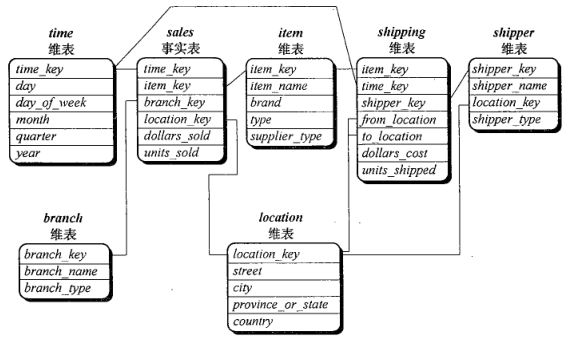 time
维表
time_key
day
day_of_week
month
quarter
year
sales
事实表
time_key
item_key
branch_key
location_key
dollars_sold
units_sold
item
维表
item_key
item_name
brand
type
supplier_type
shipping
维表
item_key
time_key
shipper_key
from_location
to_location
dollars_cost
units_shipped
shipper
维表
shipper_key
shipper_name
location_key
shipper_type
branch
维表
branch_key
branch_name
branch_type
location
维表
location_key
street
city
province_or_state
country